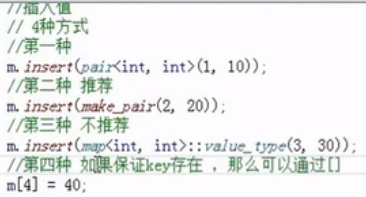 //插入值
// 4种方式
//第一种
m.insert(pair<int, int>(1, 10));
//第二种 推荐
m.insert(make_pair(2, 20));
//第三种 不推荐
m.insert(map<int, int>::value_type(3, 30));
//第四种 如果保证key存在 ，那么可以通过[]
m[4] = 40;